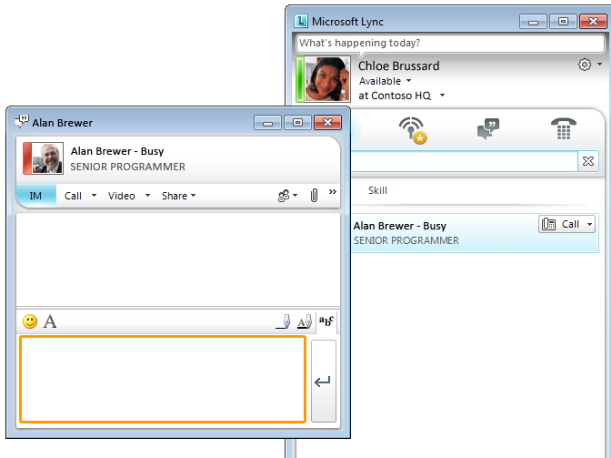 Microsoft Lync
What's happening today?
Chloe Brussard
Available
at Contoso HQ
Skill
Alan Brewer - Busy
SENIOR PROGRAMMER
Call
Alan Brewer
Alan Brewer - Busy
SENIOR PROGRAMMER
IM Call Video Share
A A abc